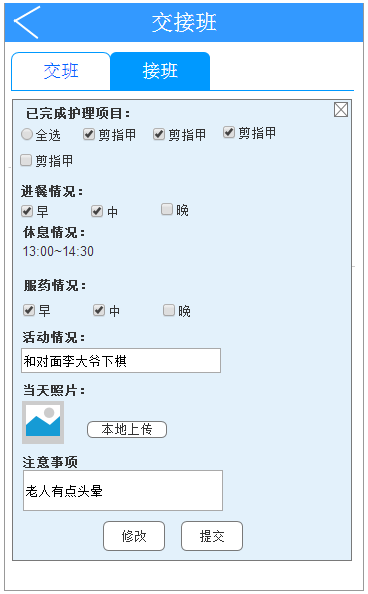 交接班
交班 接班
已完成护理项目：
全选 剪指甲 剪指甲 剪指甲
剪指甲
进餐情况：
早 中 晚
休息情况：
13:00~14:30
服药情况：
早 中 晚
活动情况：
和对面李大爷下棋
当天照片：
本地上传
注意事项
老人有点头晕
修改 提交